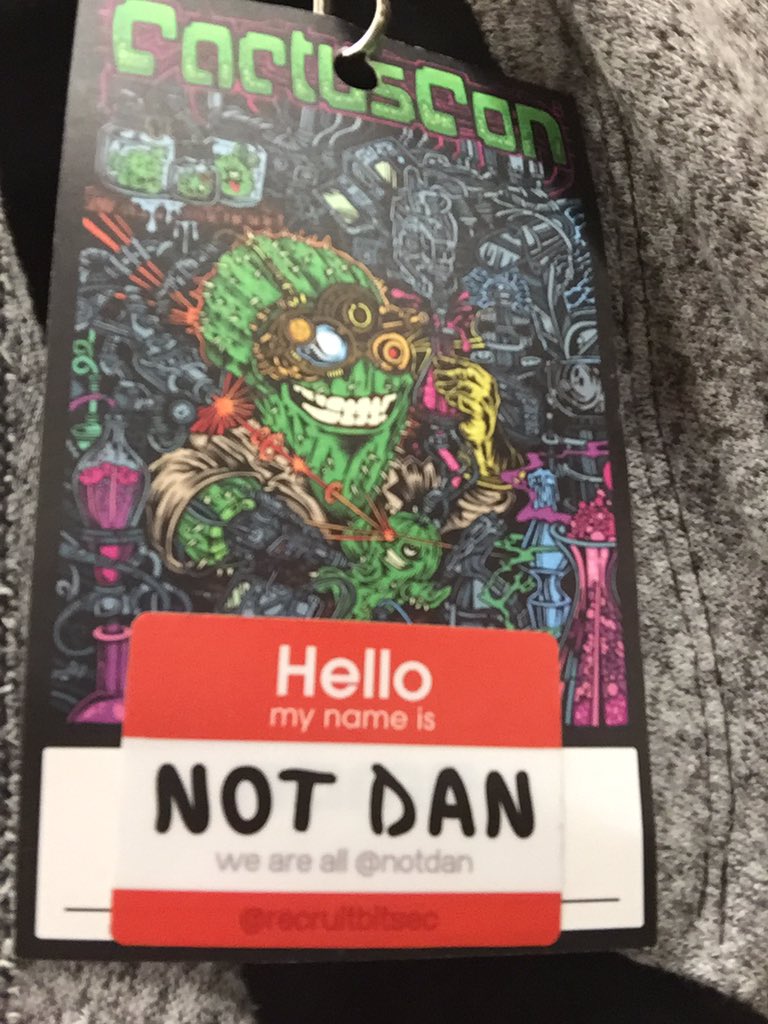 CactusCon
Hello
my name is
NOT DAN
we are all @notdan
@recruitbitsec